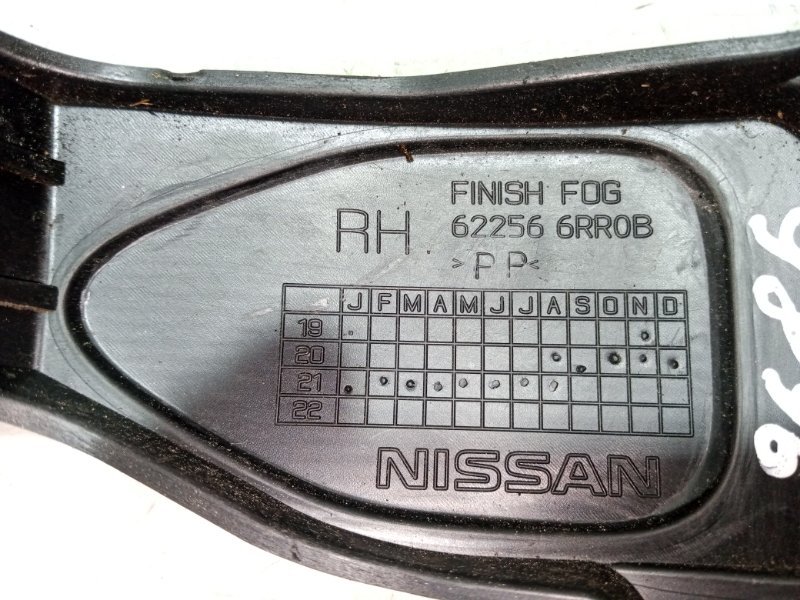 FINISH FOG
RH 62256 6RR0B
>PP<
J F M A M J J A S O N D
19
20
21
22
NISSAN